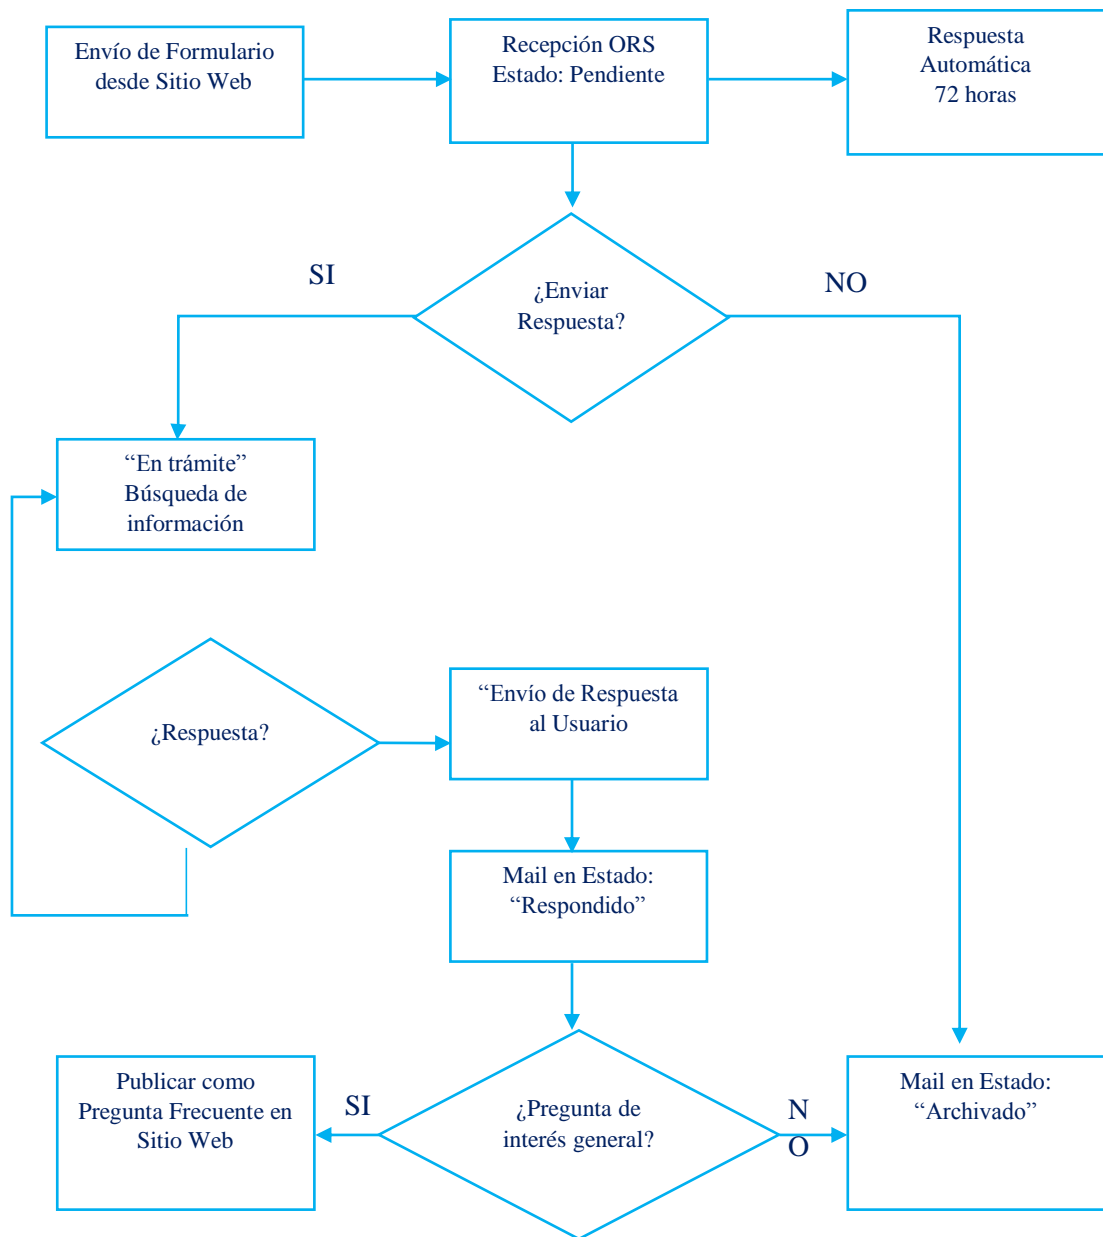 Envío de Formulario
desde Sitio Web
Recepción ORS
Estado: Pendiente
Respuesta
Automática
72 horas
SI
¿Enviar
Respuesta?
NO
“En trámite”
Búsqueda de
información
¿Respuesta?
“Envío de Respuesta
al Usuario
Mail en Estado:
“Respondido”
Publicar como
Pregunta Frecuente en
Sitio Web
SI
¿Pregunta de
interés general?
N
O
Mail en Estado:
“Archivado”